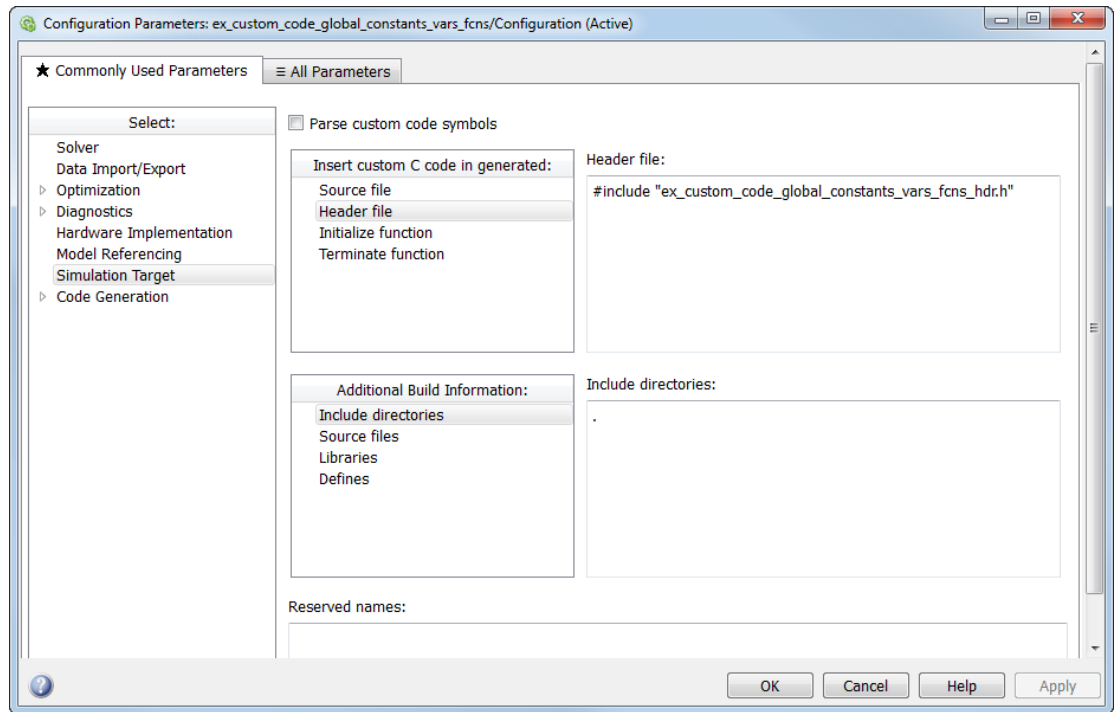 Configuration Parameters: ex_custom_code_global_constants_vars_fcns/Configuration (Active)
★ Commonly Used Parameters
≡ All Parameters
Select:
Solver
Data Import/Export
Optimization
Diagnostics
Hardware Implementation
Model Referencing
Simulation Target
Code Generation
Parse custom code symbols
Insert custom C code in generated:
Source file
Header file
Initialize function
Terminate function
Header file:
#include "ex_custom_code_global_constants_vars_fcns_hdr.h"
Additional Build Information:
Include directories
Source files
Libraries
Defines
Include directories:
.
Reserved names:
OK
Cancel
Help
Apply